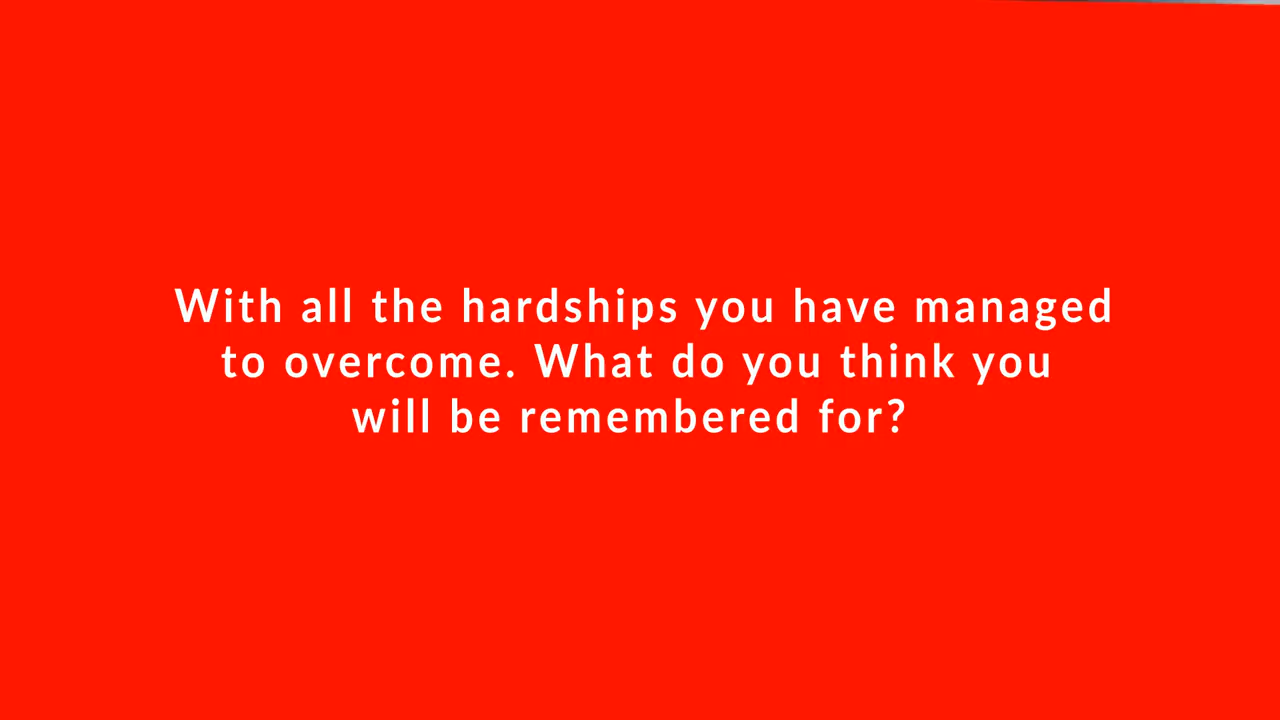 With all the hardships you have managed
to overcome. What do you think you
will be remembered for?